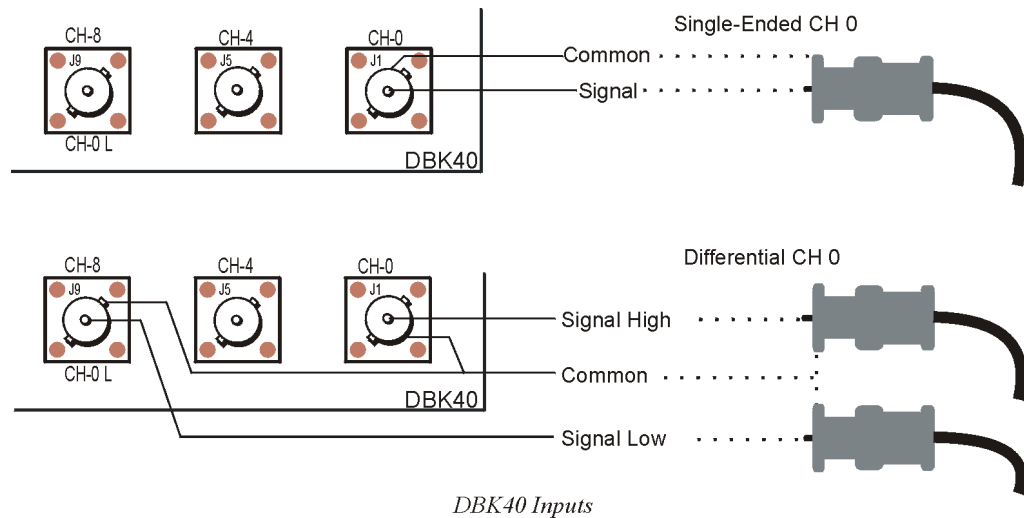 Single-Ended CH 0
CH-8
CH-4
CH-0
J9
J5
J1
Common
Signal
CH-0 L
DBK40
Differential CH 0
CH-8
CH-4
CH-0
J9
J5
J1
Signal High
CH-0 L
Common
DBK40
Signal Low
DBK40 Inputs